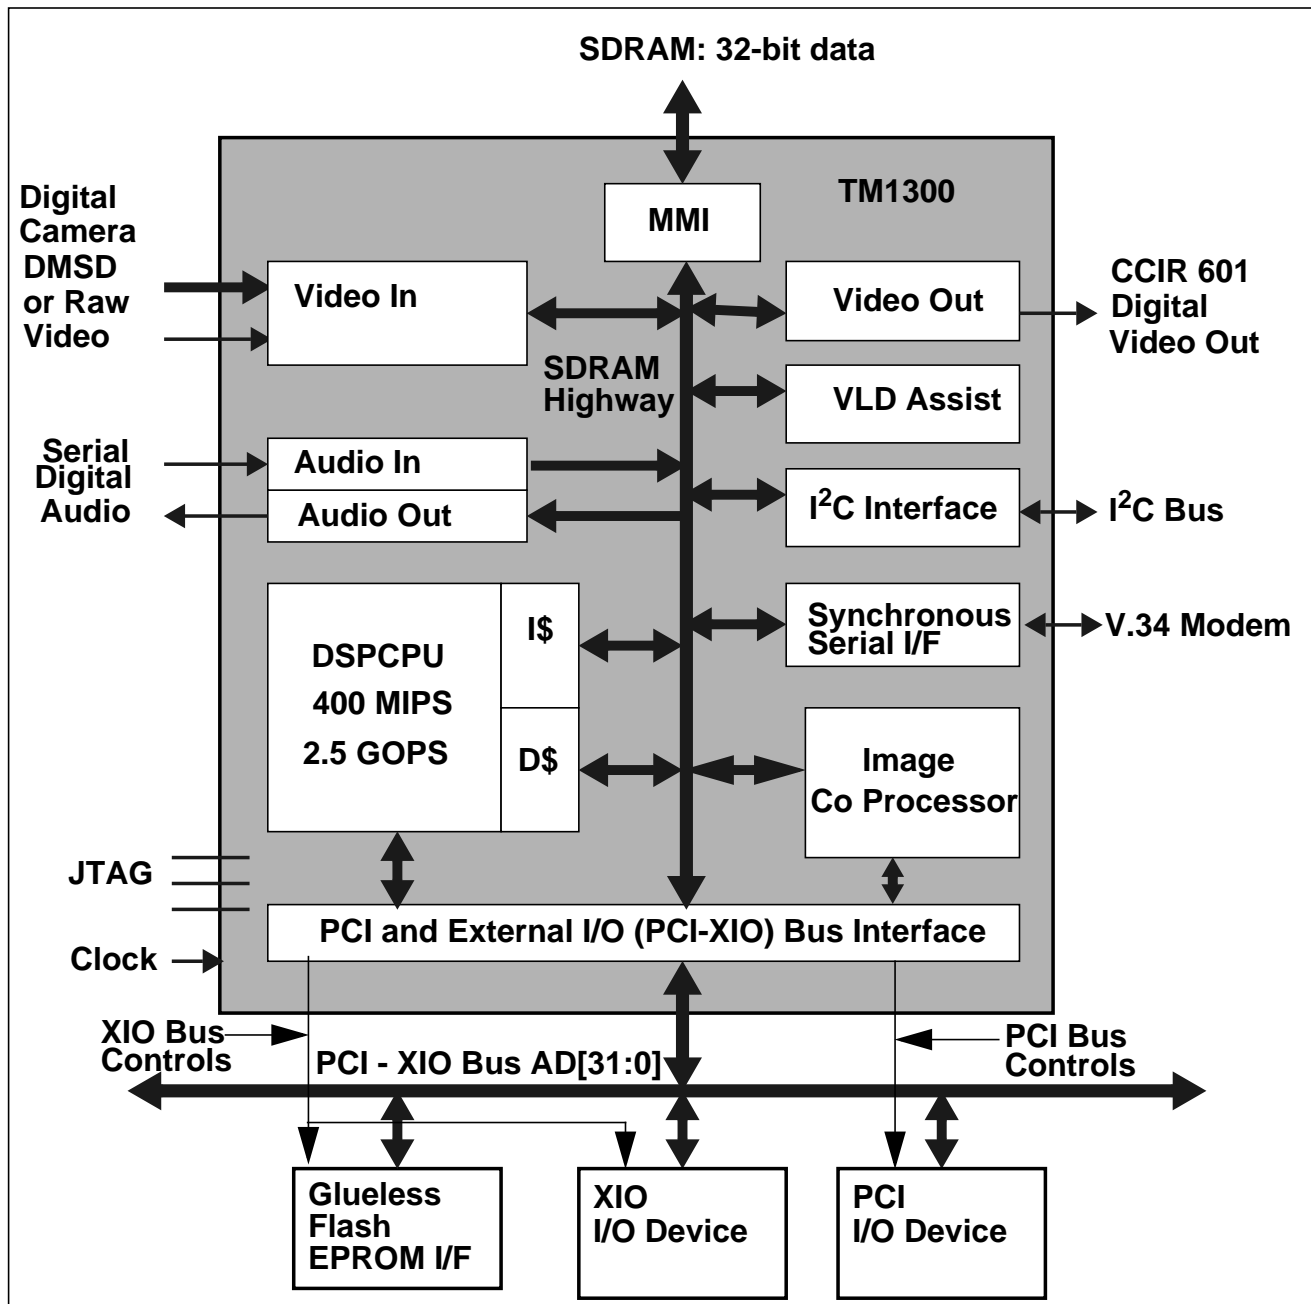 SDRAM: 32-bit data
TM1300
MMI
Digital
Camera
DMSD
or Raw
Video
Video In
Video Out
CCIR 601
Digital
Video Out
SDRAM
Highway
VLD Assist
Serial
Digital
Audio
Audio In
Audio Out
I²C Interface
I²C Bus
DSPCPU
400 MIPS
2.5 GOPS
I$
D$
Synchronous
Serial I/F
V.34 Modem
Image
Co Processor
JTAG
PCI and External I/O (PCI-XIO) Bus Interface
Clock
XIO Bus
Controls
PCI - XIO Bus AD[31:0]
PCI Bus
Controls
Glueless
Flash
EPROM I/F
XIO
I/O Device
PCI
I/O Device